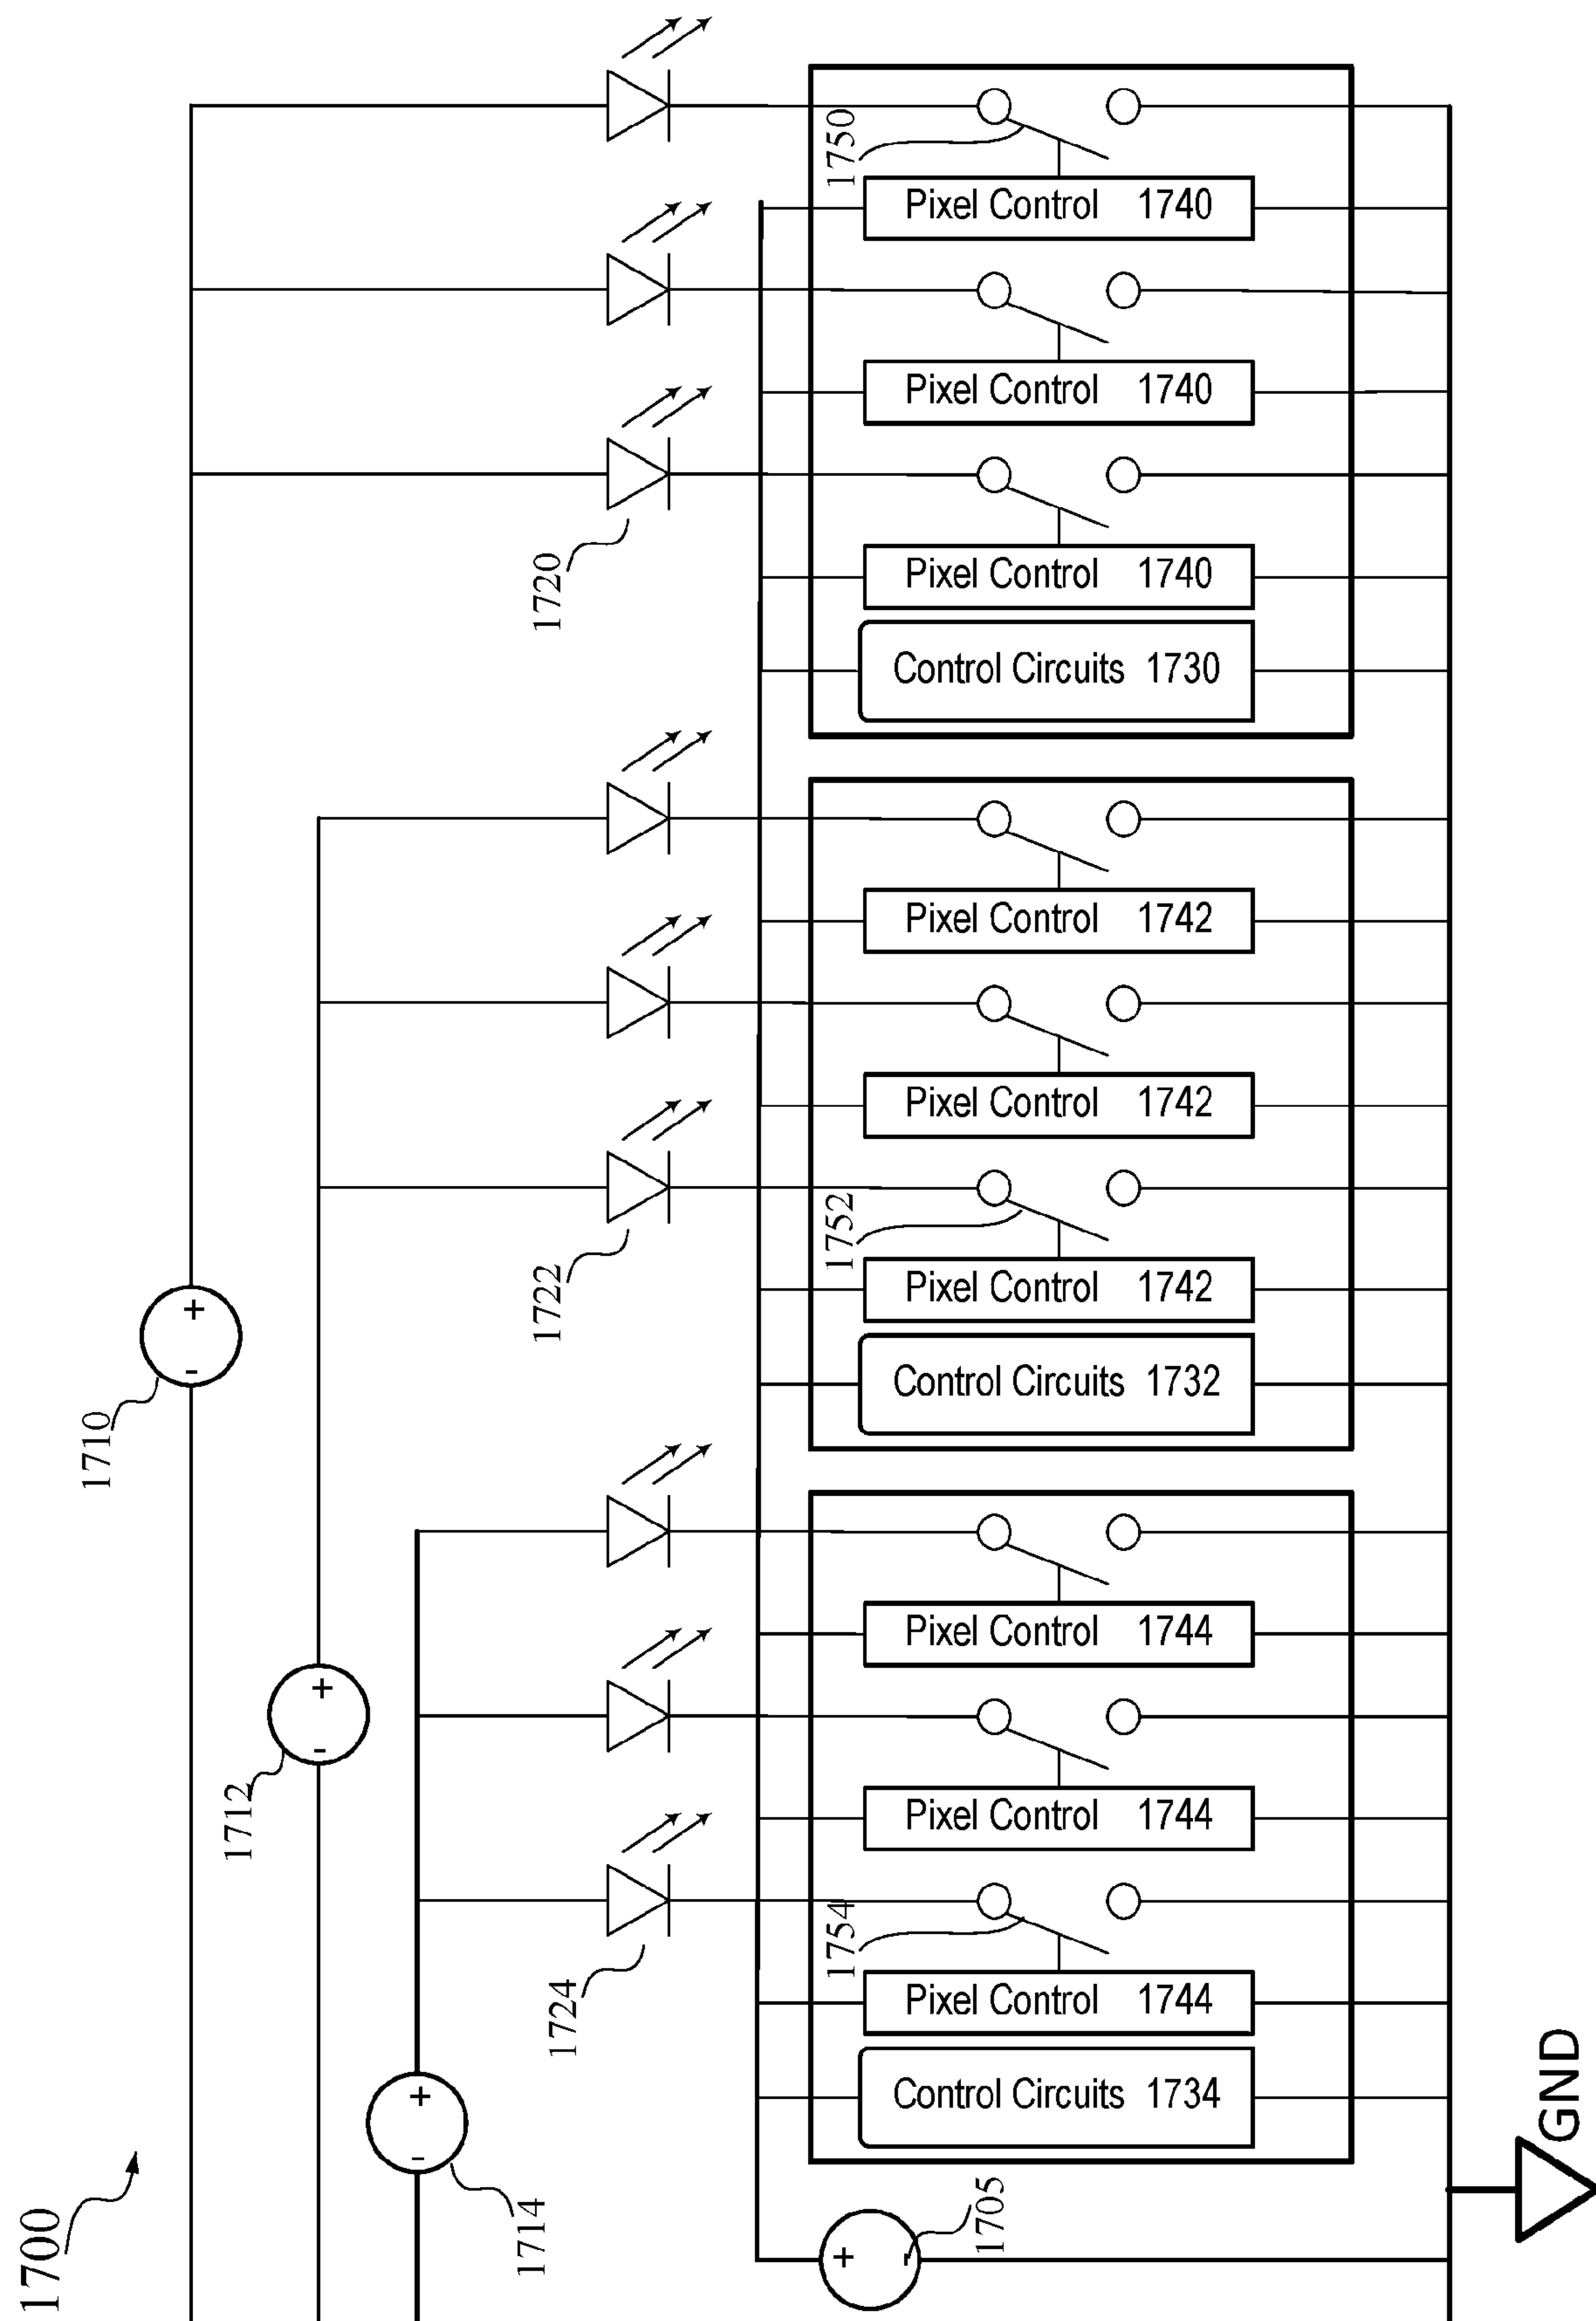 1750
Pixel Control 1740
Pixel Control 1740
1720
Pixel Control 1740
Control Circuits 1730
Pixel Control 1742
Pixel Control 1742
1752
1722
Pixel Control 1742
+
-
1710
Control Circuits 1732
Pixel Control 1744
+
-
1712
Pixel Control 1744
1754
1724
Pixel Control 1744
+
-
1714
Control Circuits 1734
GND
1700
+
-
1705